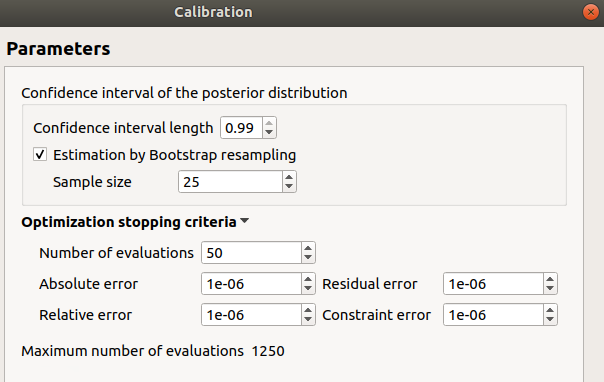 Calibration
Parameters
Confidence interval of the posterior distribution
Confidence interval length 0.99
Estimation by Bootstrap resampling
Sample size 25
Optimization stopping criteria
Number of evaluations 50
Absolute error 1e-06 Residual error 1e-06
Relative error 1e-06 Constraint error 1e-06
Maximum number of evaluations 1250